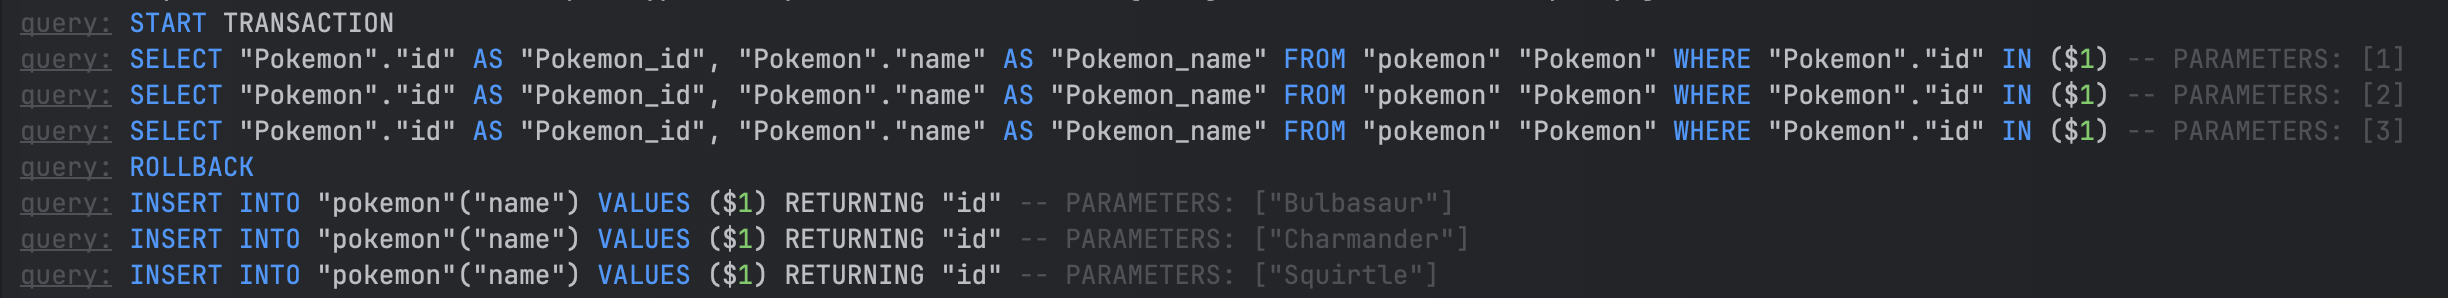 query: START TRANSACTION
query: SELECT "Pokemon"."id" AS "Pokemon_id", "Pokemon"."name" AS "Pokemon_name" FROM "pokemon" "Pokemon" WHERE "Pokemon"."id" IN ($1) -- PARAMETERS: [1]
query: SELECT "Pokemon"."id" AS "Pokemon_id", "Pokemon"."name" AS "Pokemon_name" FROM "pokemon" "Pokemon" WHERE "Pokemon"."id" IN ($1) -- PARAMETERS: [2]
query: SELECT "Pokemon"."id" AS "Pokemon_id", "Pokemon"."name" AS "Pokemon_name" FROM "pokemon" "Pokemon" WHERE "Pokemon"."id" IN ($1) -- PARAMETERS: [3]
query: ROLLBACK
query: INSERT INTO "pokemon"("name") VALUES ($1) RETURNING "id" -- PARAMETERS: ["Bulbasaur"]
query: INSERT INTO "pokemon"("name") VALUES ($1) RETURNING "id" -- PARAMETERS: ["Charmander"]
query: INSERT INTO "pokemon"("name") VALUES ($1) RETURNING "id" -- PARAMETERS: ["Squirtle"]